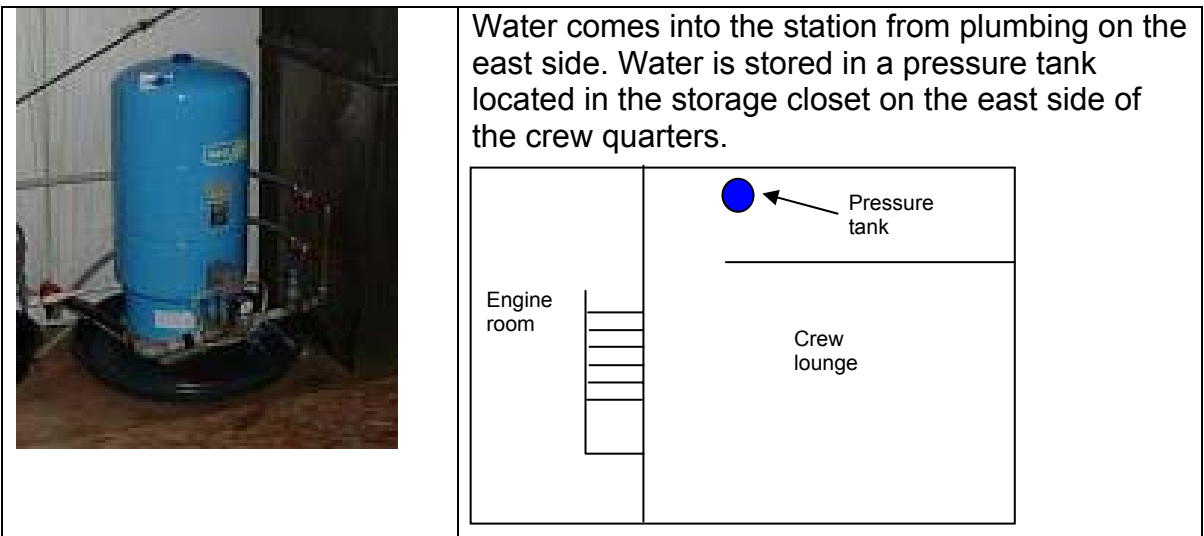 Water comes into the station from plumbing on the
east side. Water is stored in a pressure tank
located in the storage closet on the east side of
the crew quarters.
Pressure
tank
Engine
room
Crew
lounge